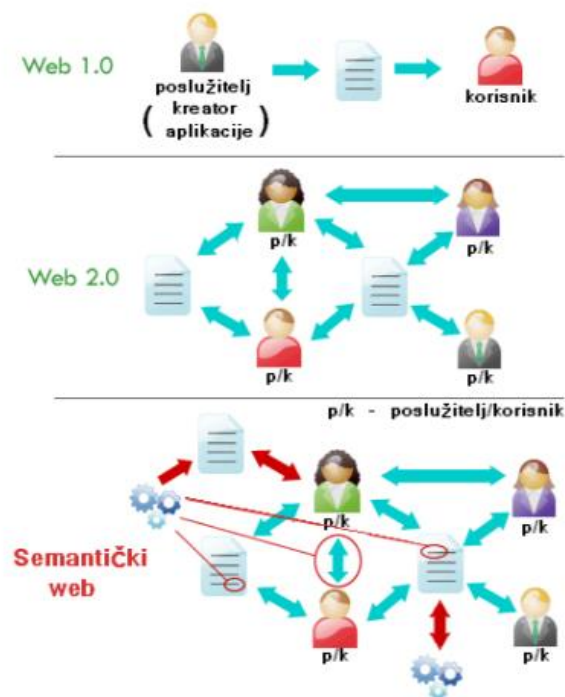 Web 1.0
poslužitelj
kreator
( aplikacije )
korisnik
Web 2.0
p/k
p/k
p/k
p/k
p/k - poslužitelj/korisnik
Semantički
web
p/k
p/k
p/k
p/k